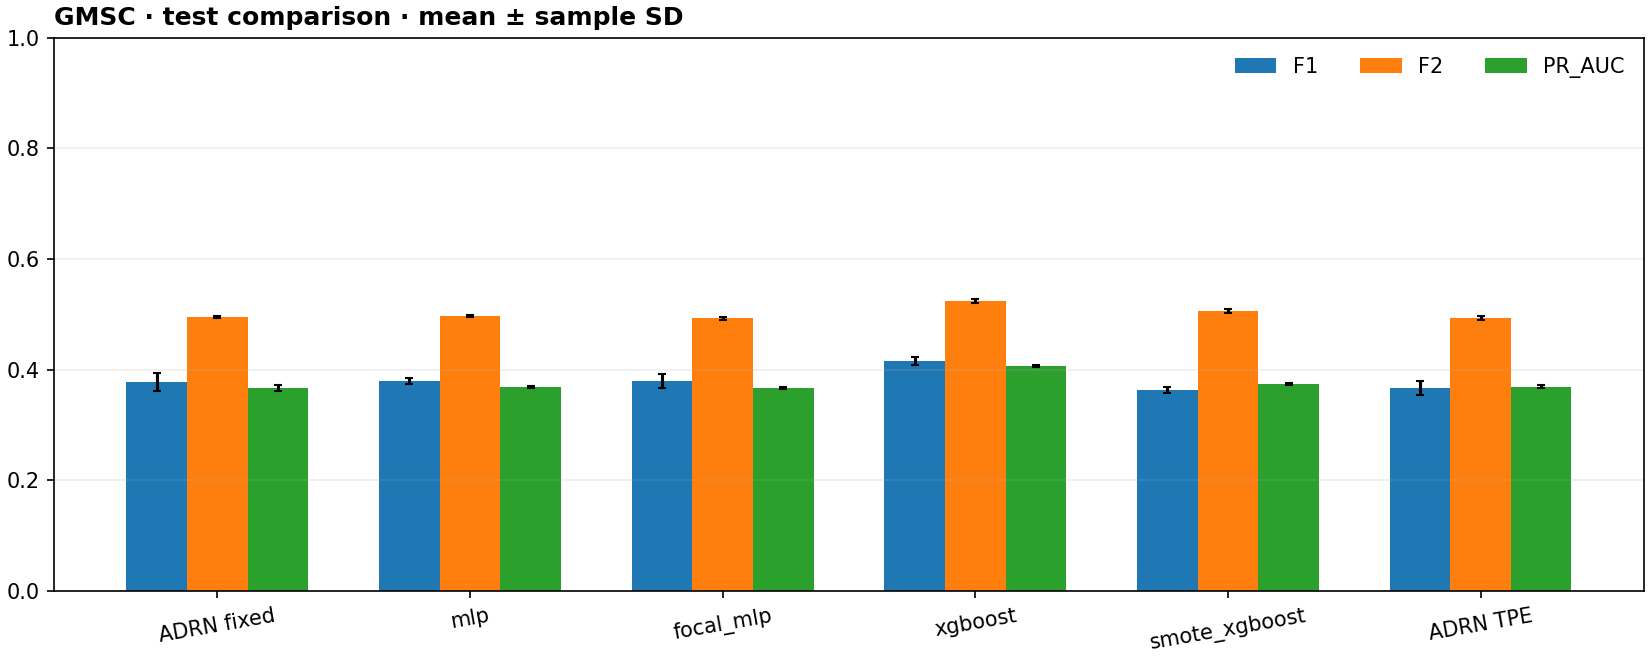 GMSC · test comparison · mean ± sample SD
F1 F2 PR_AUC
1.0
0.8
0.6
0.4
0.2
0.0
ADRN fixed mlp focal_mlp xgboost smote_xgboost ADRN TPE